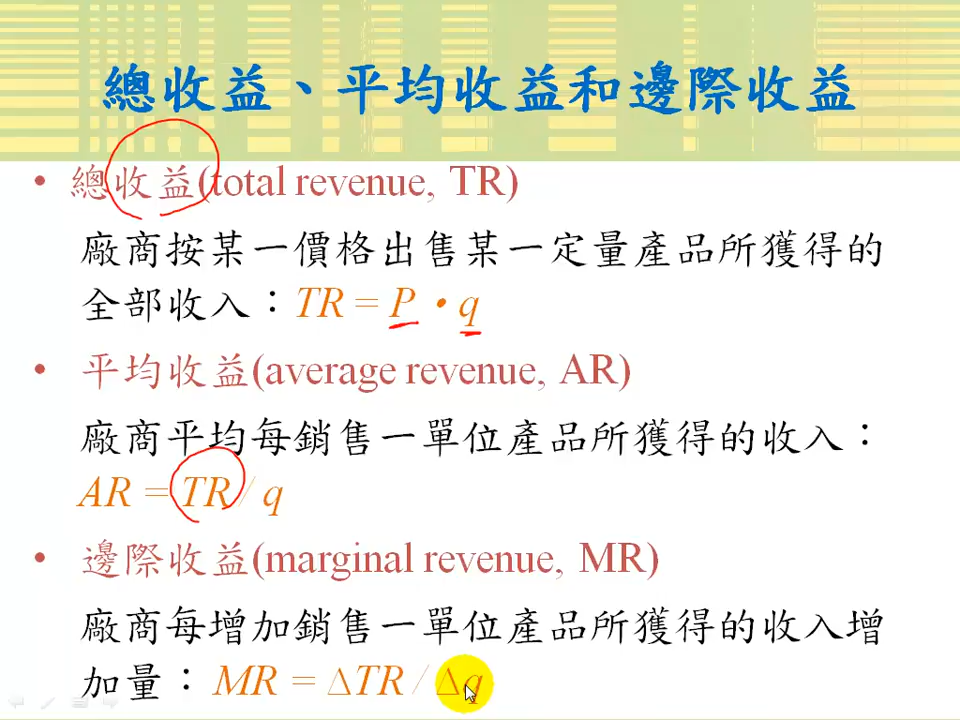 總收益、平均收益和邊際收益
• 總收益(total revenue, TR)
廠商按某一價格出售某一定量產品所獲得的
全部收入：TR = P • q
• 平均收益(average revenue, AR)
廠商平均每銷售一單位產品所獲得的收入：
AR = TR / q
• 邊際收益(marginal revenue, MR)
廠商每增加銷售一單位產品所獲得的收入增
加量：MR = ΔTR / Δq